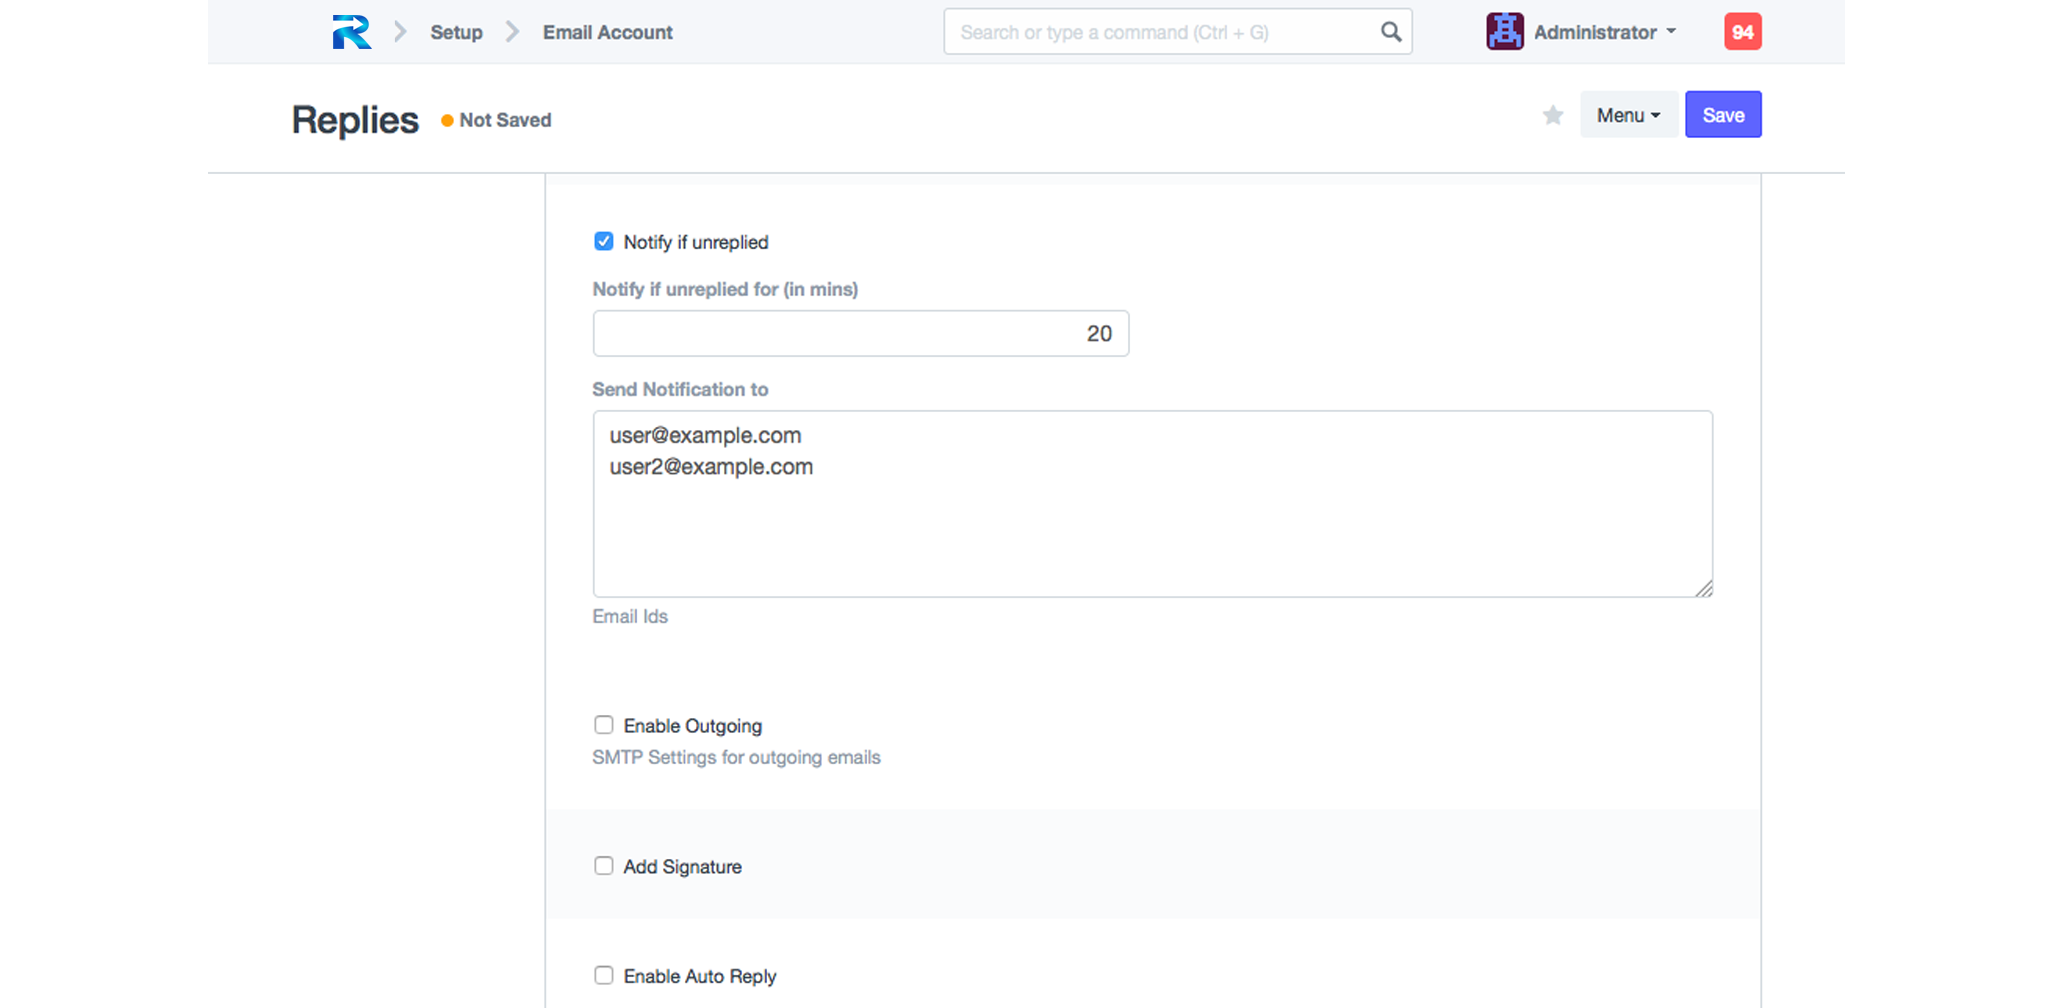 Setup
Email Account
Search or type a command (Ctrl + G)
Administrator
94
Replies
Not Saved
Menu
Save
Notify if unreplied
Notify if unreplied for (in mins)
20
Send Notification to
user@example.com
user2@example.com
Email Ids
Enable Outgoing
SMTP Settings for outgoing emails
Add Signature
Enable Auto Reply